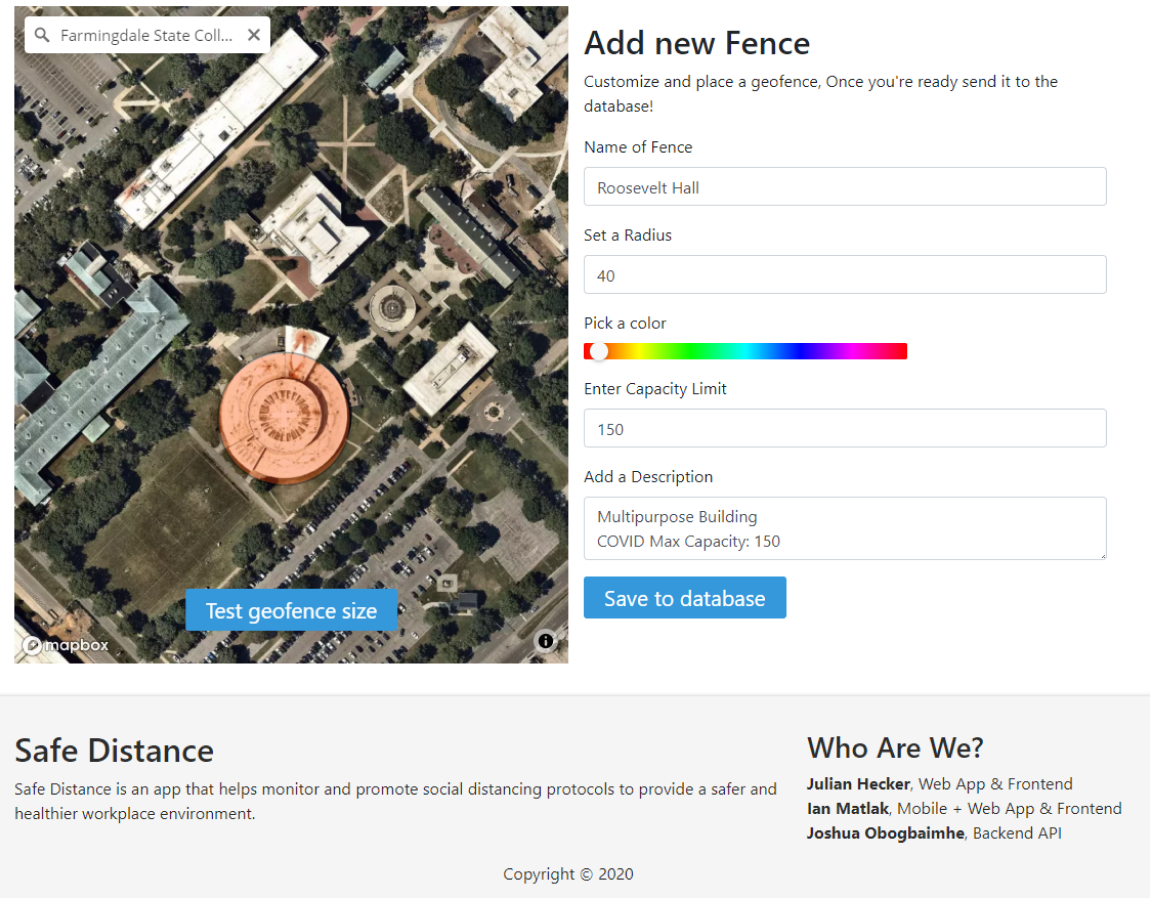 Farmingdale State Coll...
Test geofence size
mapbox
Add new Fence
Customize and place a geofence, Once you're ready send it to the
database!
Name of Fence
Roosevelt Hall
Set a Radius
40
Pick a color
Enter Capacity Limit
150
Add a Description
Multipurpose Building
COVID Max Capacity: 150
Save to database
Safe Distance
Safe Distance is an app that helps monitor and promote social distancing protocols to provide a safer and
healthier workplace environment.
Who Are We?
Julian Hecker, Web App & Frontend
Ian Matlak, Mobile + Web App & Frontend
Joshua Obogbaimhe, Backend API
Copyright © 2020